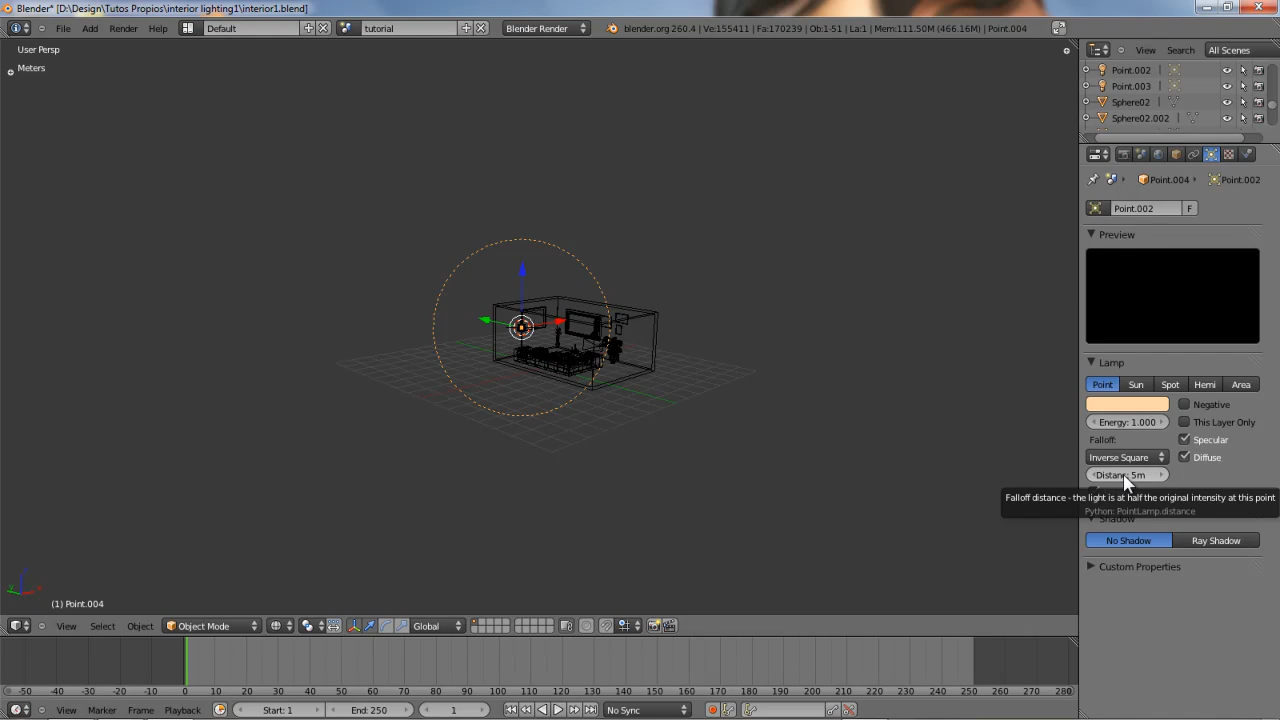 Blender* [D:\Design\Tutos Propios\interior lighting1\interior1.blend]
File Add Render Help Default tutorial Blender Render blender.org 260.4 | Ve:155411 | Fa:170239 | Ob:1-51 | La:1 | Mem:111.50M (466.16M) | Point.004
User Persp
Meters
(1) Point.004
View Select Object Object Mode Global
-50 -40 -30 -20 -10 0 10 20 30 40 50 60 70 80 90 100 110 120 130 140 150 160 170 180 190 200 210 220 230 240 250 260 270 280
View Marker Frame Playback Start: 1 End: 250 1 No Sync
View Search All Scenes
Point.002
Point.003
Sphere02
Sphere02.002
Point.004 Point.002
Point.002 F
Preview
Lamp
Point Sun Spot Hemi Area
Negative
Energy: 1.000 This Layer Only
Falloff: Specular
Inverse Square Diffuse
Distanc: 5m
Falloff distance - the light is at half the original intensity at this point
Python: PointLamp.distance
Shadow
No Shadow Ray Shadow
Custom Properties